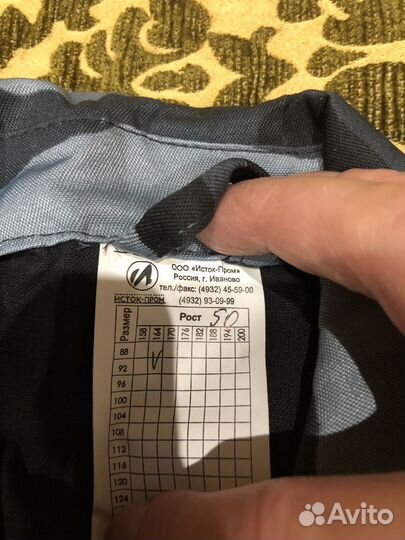 ООО «Исток-Пром»
Россия, г. Иваново
тел./факс: (4932) 45-59-00
ИСТОК-ПРОМ (4932) 93-09-99
Размер Рост 50
158 164 170 176 182 188 194 200
88 V
92
96
100
104
108
112
116
120
124
Avito